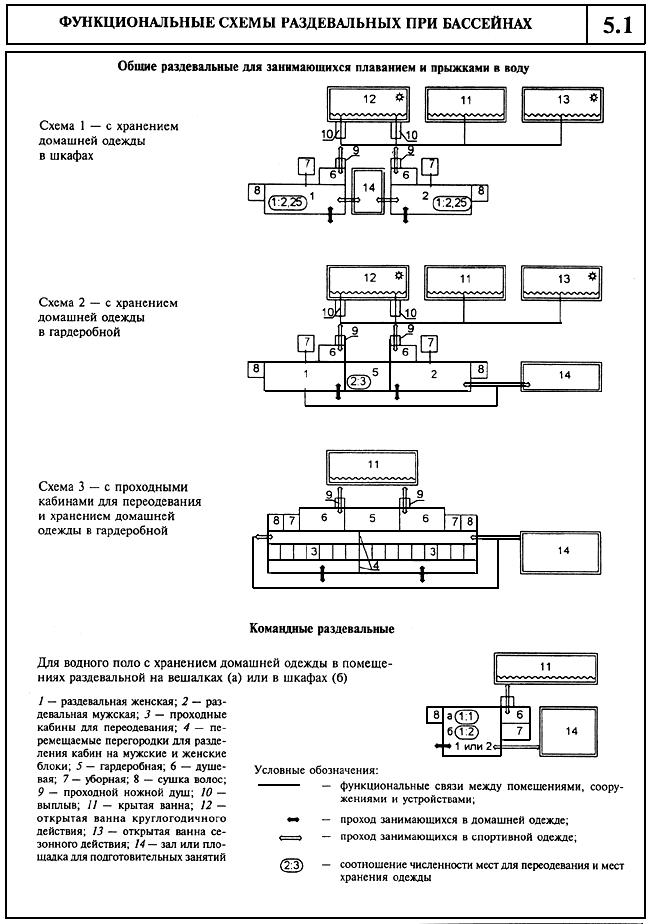 ФУНКЦИОНАЛЬНЫЕ СХЕМЫ РАЗДЕВАЛЬНЫХ ПРИ БАССЕЙНАХ
5.1
Общие раздевальные для занимающихся плаванием и прыжками в воду
Схема 1 — с хранением
домашней одежды
в шкафах
12
11
13
10
10
9
9
7
6
14
6
7
8
1
2
8
1:2,25
1:2,25
Схема 2 — с хранением
домашней одежды
в гардеробной
12
11
13
10
10
9
9
7
6
6
7
8
1
5
2
8
14
2:3
Схема 3 — с проходными
кабинами для переодевания
и хранением домашней
одежды в гардеробной
11
9
9
8
7
6
5
6
7
8
3
3
14
4
Командные раздевальные
Для водного поло с хранением домашней одежды в помеще-
ниях раздевальной на вешалках (а) или в шкафах (б)
11
9
8
а 1:1
6
б 1:2
7
1 или 2
14
1 — раздевальная женская; 2 — раз-
девальная мужская; 3 — проходные
кабины для переодевания; 4 — пе-
ремещаемые перегородки для разде-
ления кабин на мужские и женские
блоки; 5 — гардеробная; 6 — душе-
вая; 7 — уборная; 8 — сушка волос;
9 — проходной ножной душ; 10 —
выплыв; 11 — крытая ванна; 12 —
открытая ванна круглогодичного
действия; 13 — открытая ванна се-
зонного действия; 14 — зал или пло-
щадка для подготовительных занятий
Условные обозначения:
— функциональные связи между помещениями, соору-
жениями и устройствами;
— проход занимающихся в домашней одежде;
— проход занимающихся в спортивной одежде;
2:3 — соотношение численности мест для переодевания и мест
хранения одежды